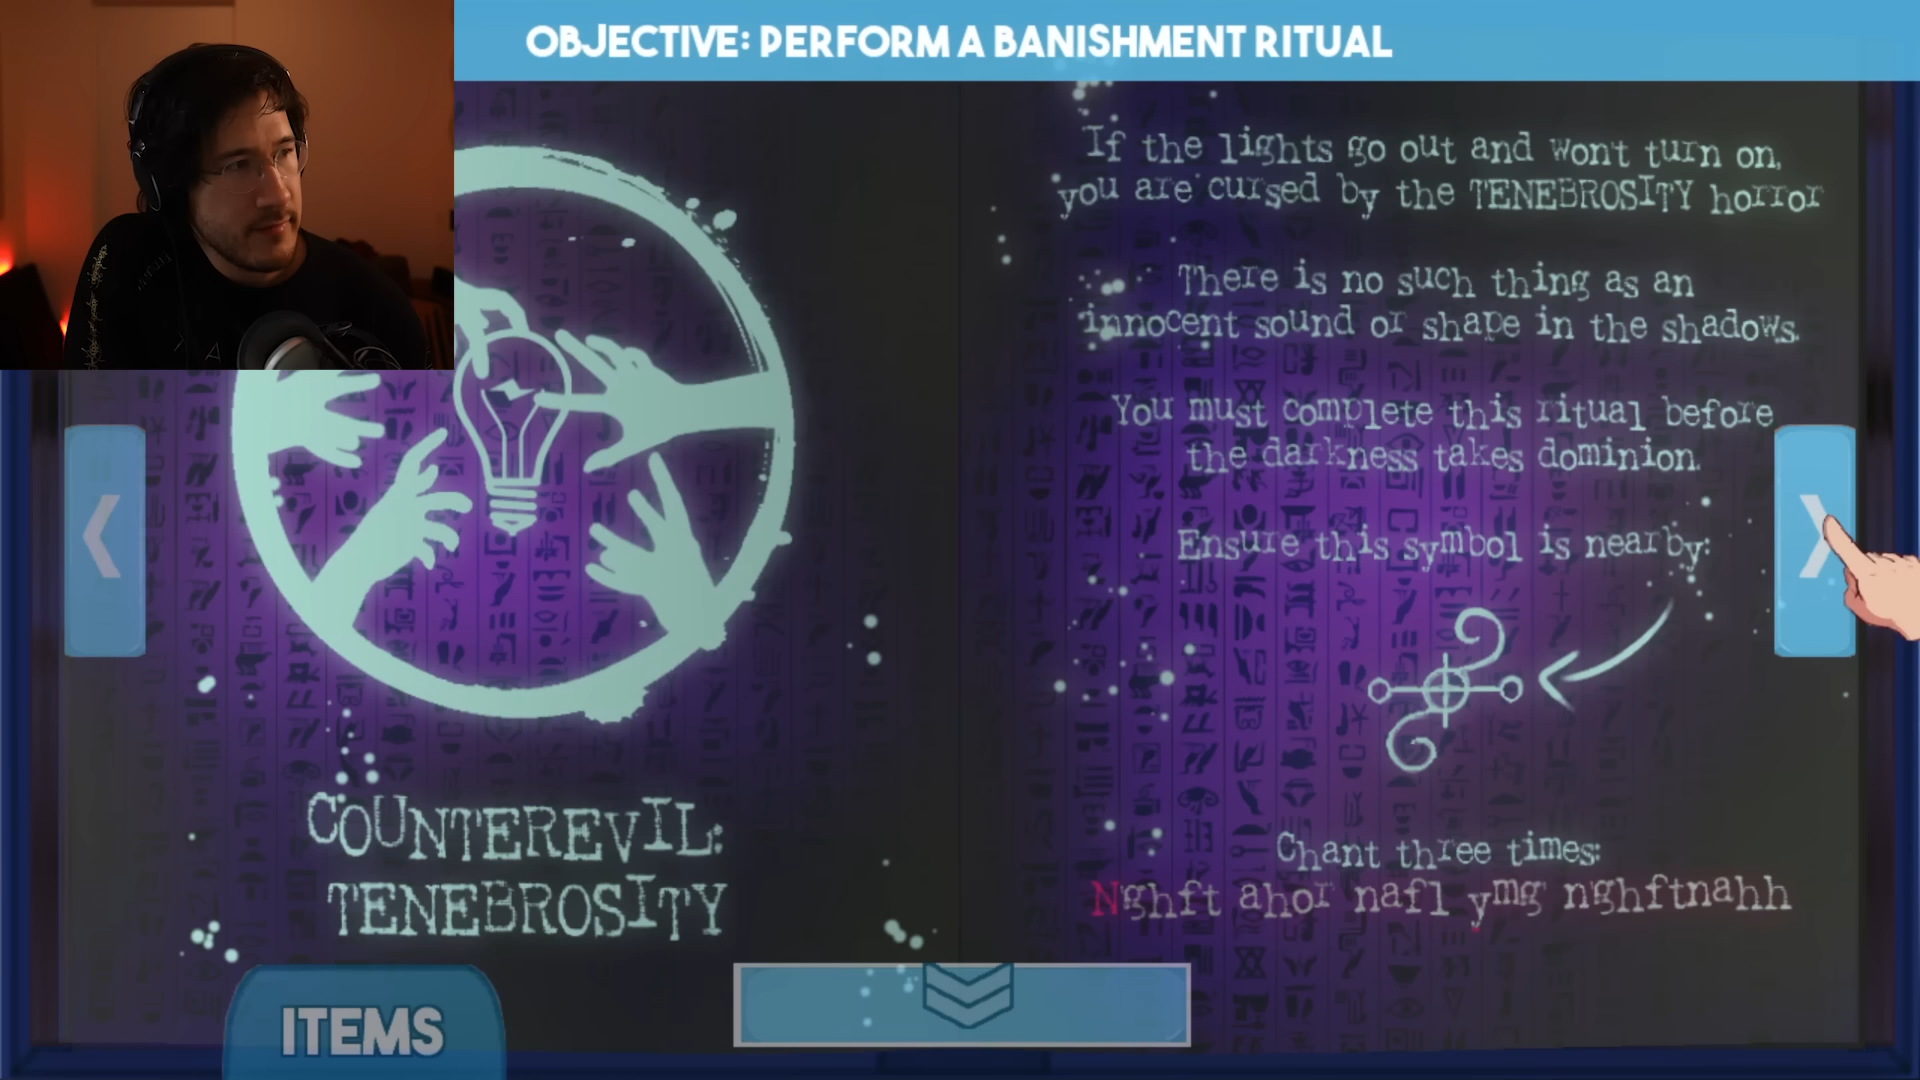 OBJECTIVE: PERFORM A BANISHMENT RITUAL
If the lights go out and wont turn on,
you are cursed by the TENEBROSITY horror
There is no such thing as an
innocent sound or shape in the shadows.
You must complete this ritual before
the darkness takes dominion.
Ensure this symbol is nearby:
Chant three times:
Nghft ahor nafl ymg' nghftnahh
COUNTEREVIL:
TENEBROSITY
ITEMS